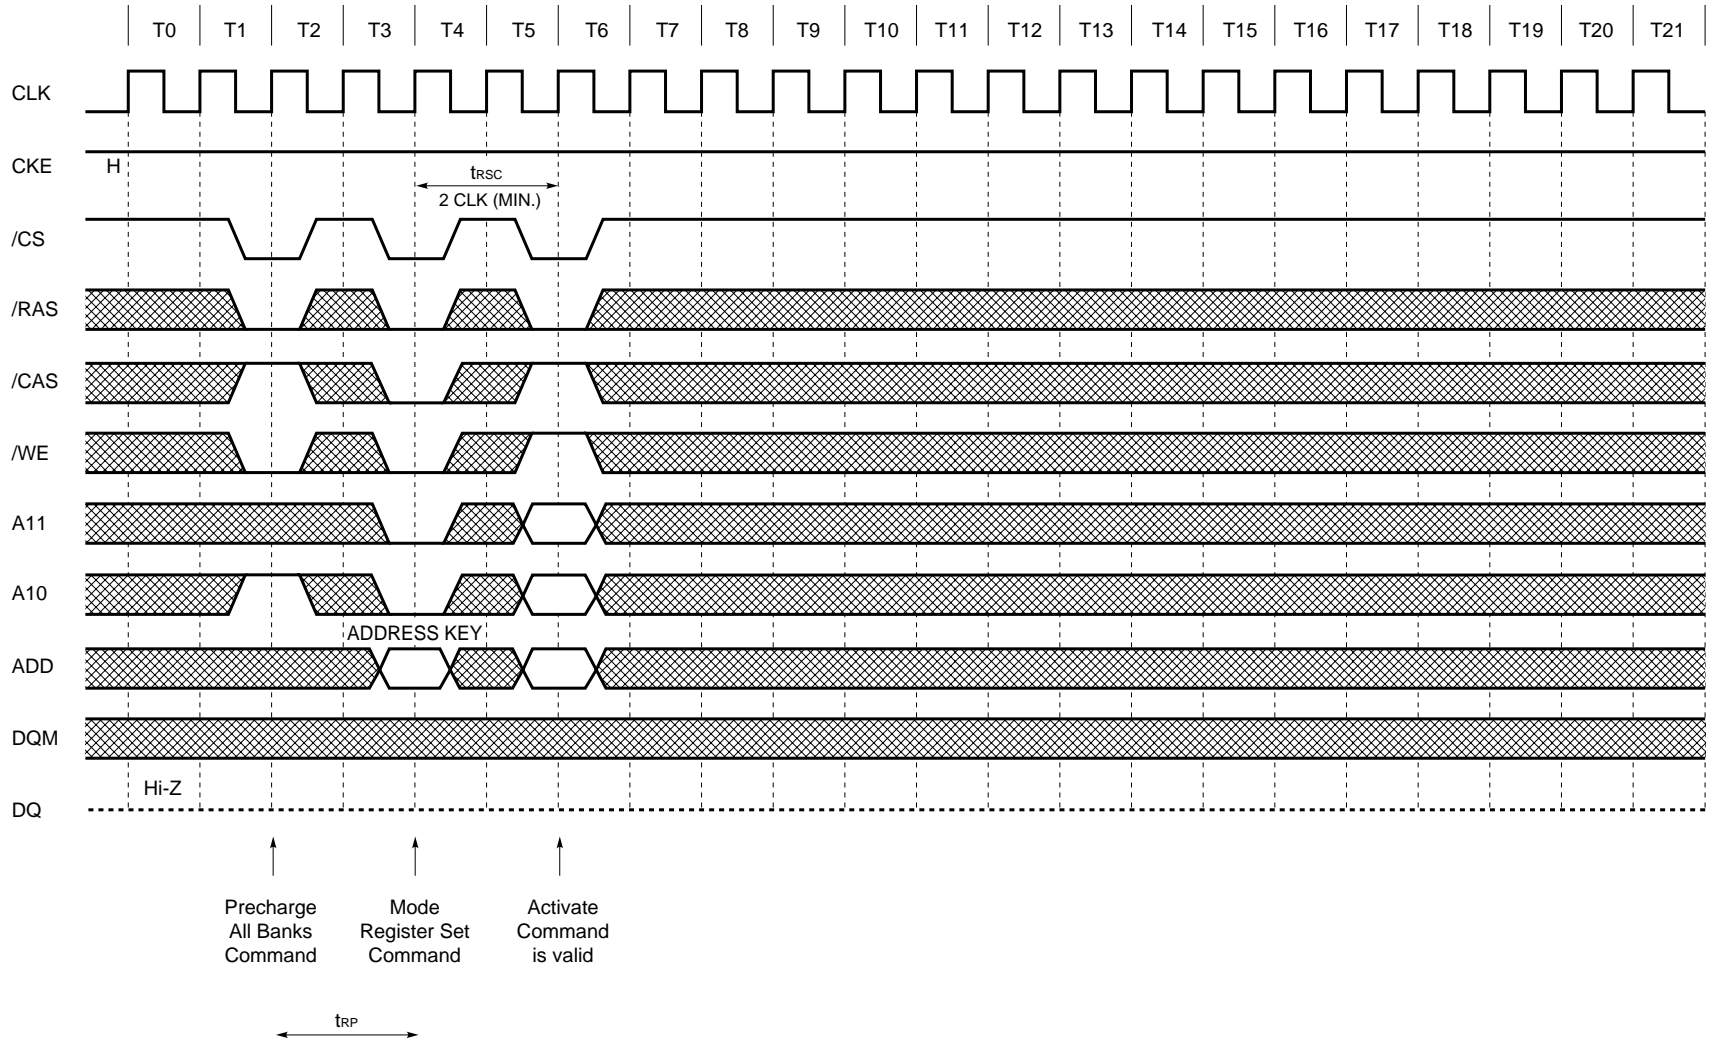 T0 T1 T2 T3 T4 T5 T6 T7 T8 T9 T10 T11 T12 T13 T14 T15 T16 T17 T18 T19 T20 T21
CLK
CKE H
tRSC
2 CLK (MIN.)
/CS
/RAS
/CAS
/WE
A11
A10
ADDRESS KEY
ADD
DQM
Hi-Z
DQ
Precharge
All Banks
Command
Mode
Register Set
Command
Activate
Command
is valid
tRP